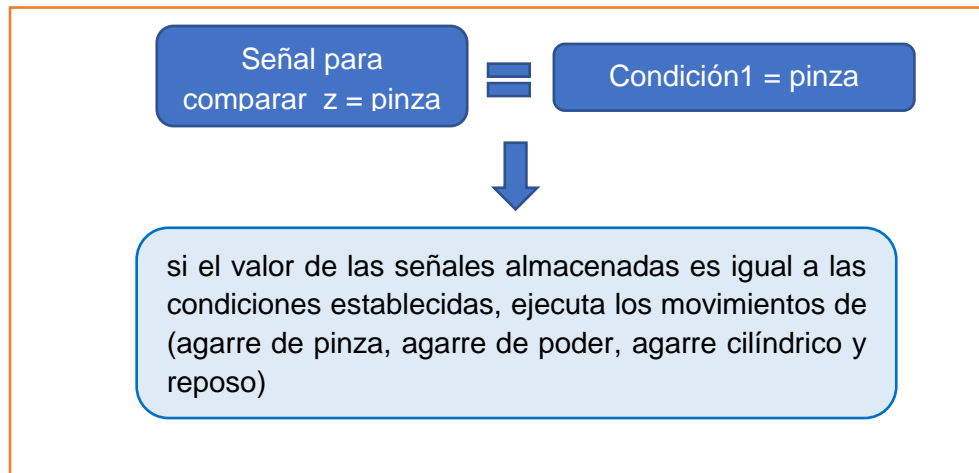 Señal para
comparar z = pinza
Condición1 = pinza
si el valor de las señales almacenadas es igual a las
condiciones establecidas, ejecuta los movimientos de
(agarre de pinza, agarre de poder, agarre cilíndrico y
reposo)